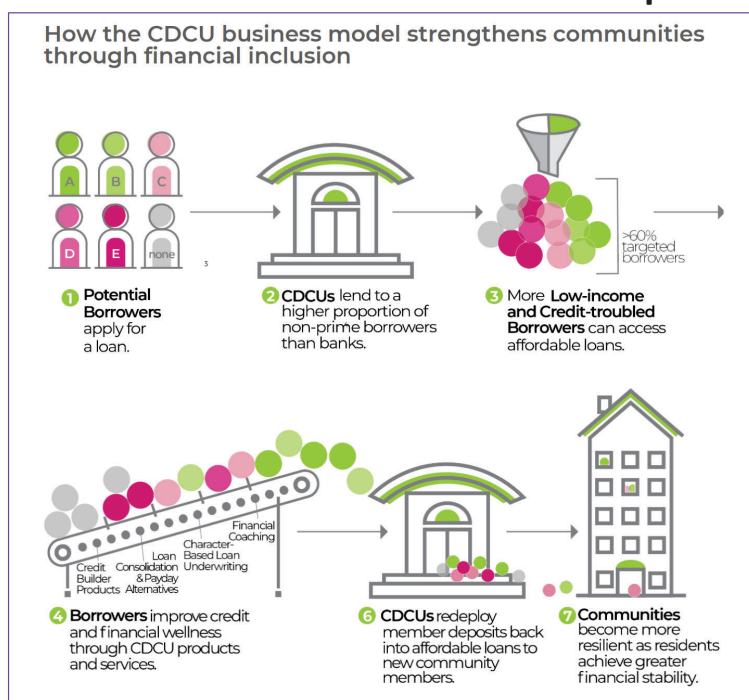 How the CDCU business model strengthens communities
through financial inclusion
A
B
C
D
E
none
3
>60%
targeted
borrowers
1 Potential
Borrowers
apply for
a loan.
2 CDCUs lend to a
higher proportion of
non-prime borrowers
than banks.
3 More Low-income
and Credit-troubled
Borrowers can access
affordable loans.
Credit
Builder
Products
Loan
Consolidation
& Payday
Alternatives
Character-
Based Loan
Underwriting
Financial
Coaching
4 Borrowers improve credit
and financial wellness
through CDCU products
and services.
6 CDCUs redeploy
member deposits back
into affordable loans to
new community
members.
7 Communities
become more
resilient as residents
achieve greater
financial stability.